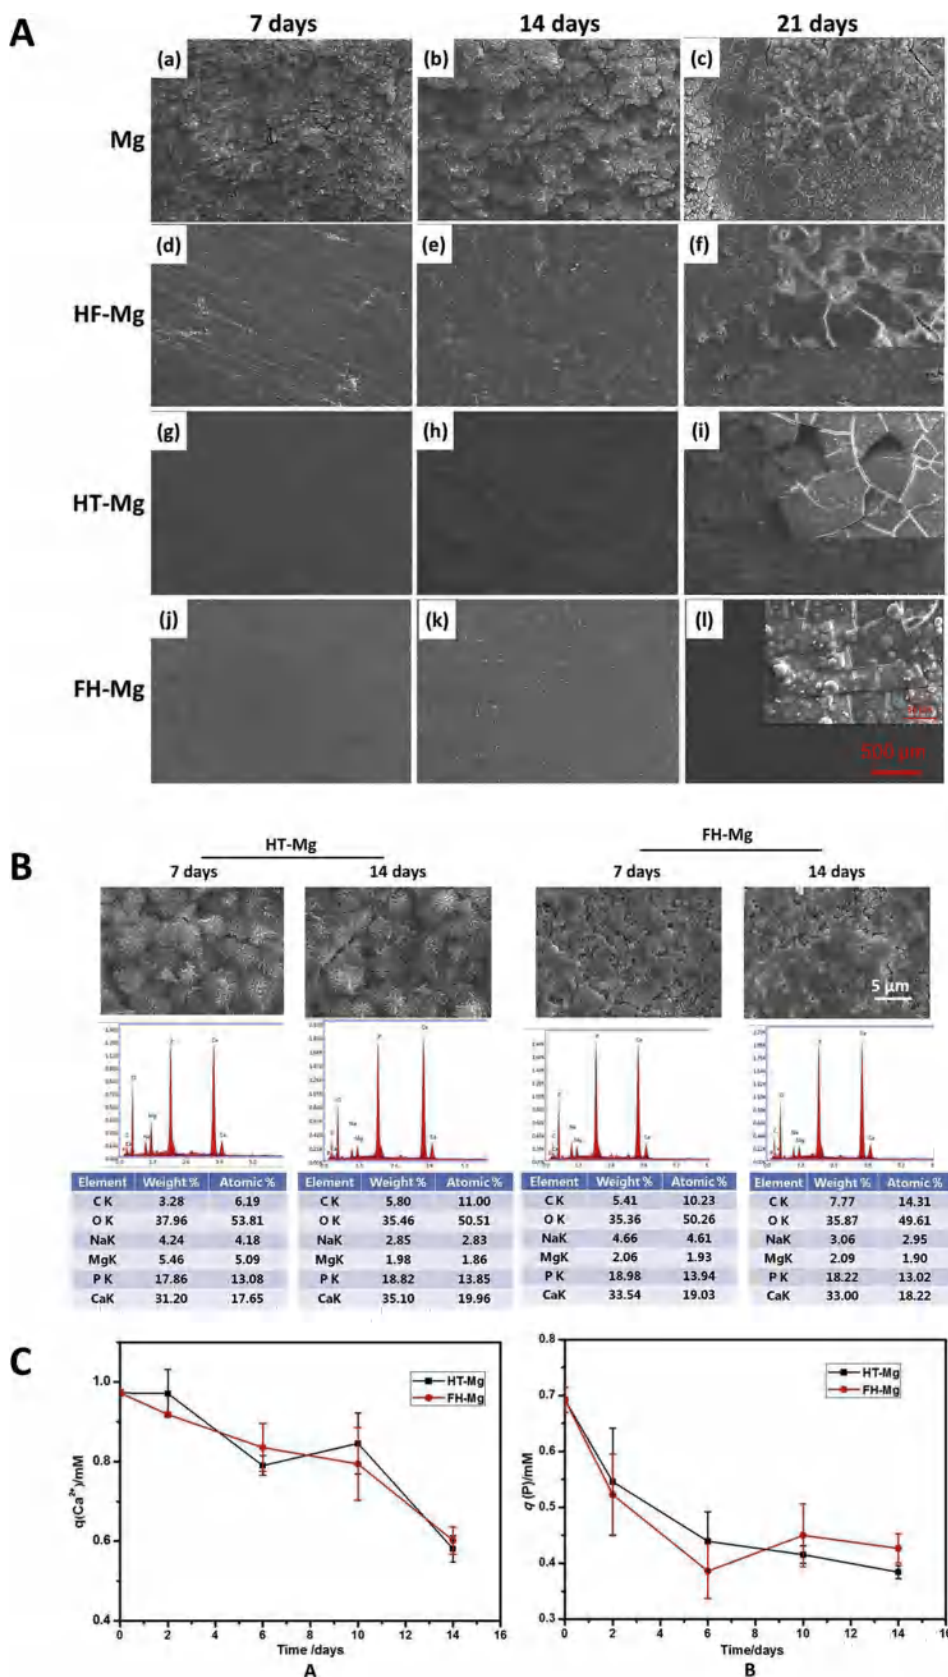 A
7 days 14 days 21 days
Mg (a) (b) (c)
HF-Mg (d) (e) (f)
HT-Mg (g) (h) (i)
FH-Mg (j) (k) (l)
500 μm
B
HT-Mg FH-Mg
7 days 14 days 7 days 14 days
5 μm
Element Weight % Atomic % Element Weight % Atomic % Element Weight % Atomic % Element Weight % Atomic %
C K 3.28 6.19 C K 5.80 11.00 C K 5.41 10.23 C K 7.77 14.31
O K 37.96 53.81 O K 35.46 50.51 O K 35.36 50.26 O K 35.87 49.61
NaK 4.24 4.18 NaK 2.85 2.83 NaK 4.66 4.61 NaK 3.06 2.95
MgK 5.46 5.09 MgK 1.98 1.86 MgK 2.06 1.93 MgK 2.09 1.90
P K 17.86 13.08 P K 18.82 13.85 P K 18.98 13.94 P K 18.22 13.02
CaK 31.20 17.65 CaK 35.10 19.96 CaK 33.54 19.03 CaK 33.00 18.22
C
q(Ca²⁺)/mM
1.0
0.8
0.6
0.4
HT-Mg
FH-Mg
0 2 4 6 8 10 12 14 16
Time /days
A
q (P)/mM
0.8
0.7
0.6
0.5
0.4
0.3
HT-Mg
FH-Mg
0 2 4 6 8 10 12 14 16
Time/days
B